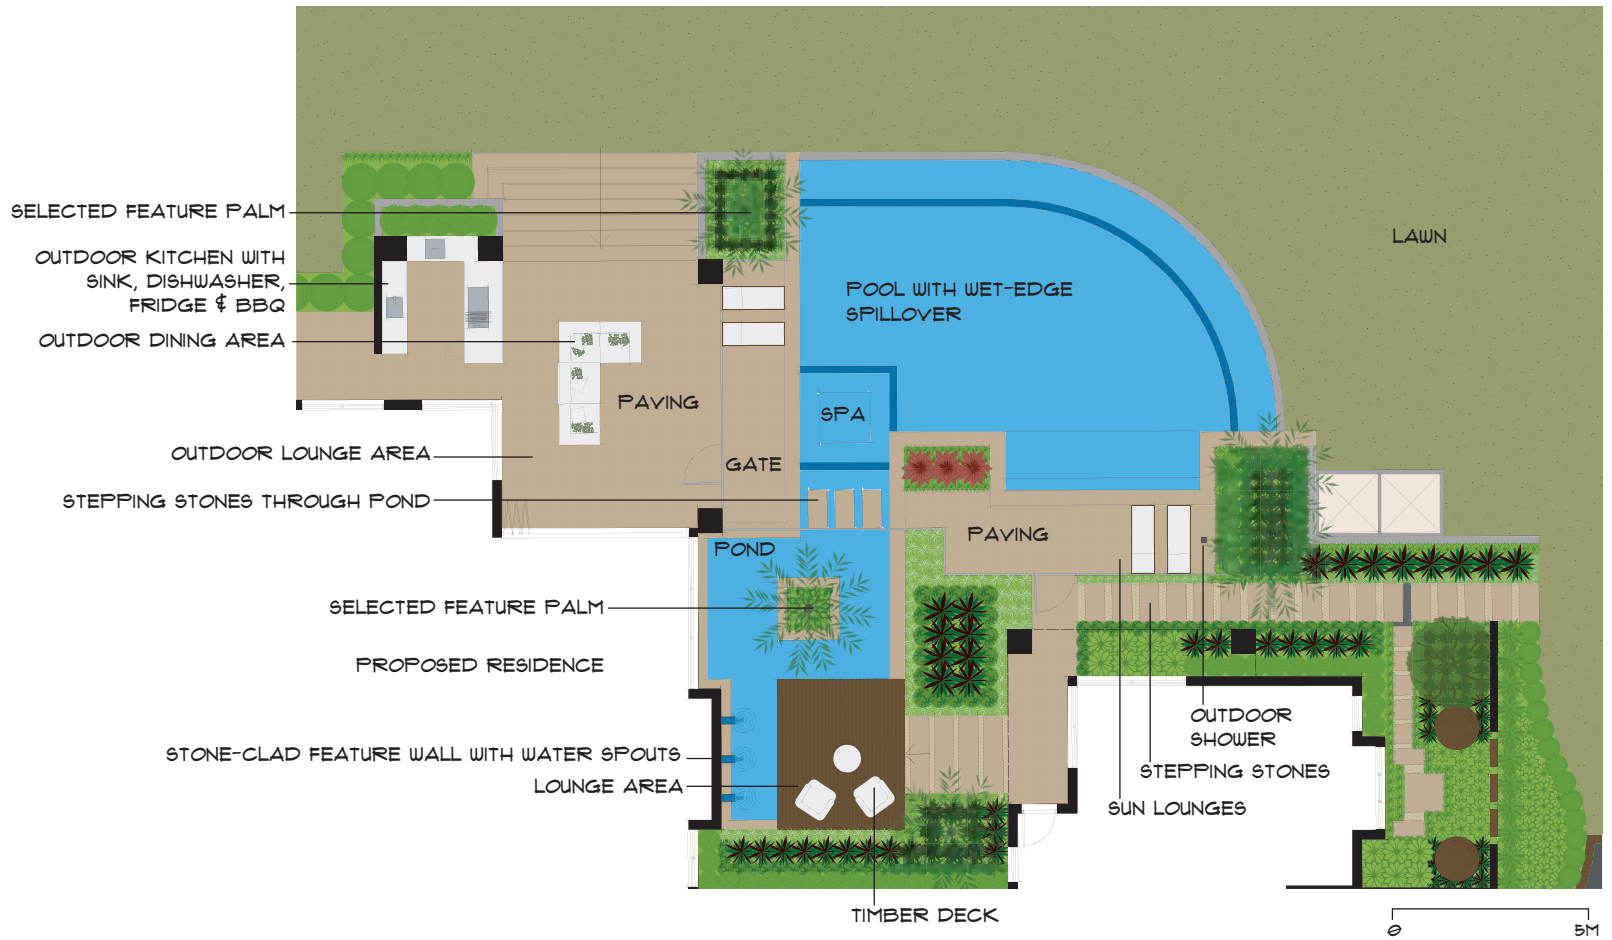 SELECTED FEATURE PALM
OUTDOOR KITCHEN WITH
SINK, DISHWASHER,
FRIDGE & BBQ
OUTDOOR DINING AREA
OUTDOOR LOUNGE AREA
STEPPING STONES THROUGH POND
SELECTED FEATURE PALM
PROPOSED RESIDENCE
STONE-CLAD FEATURE WALL WITH WATER SPOUTS
LOUNGE AREA
TIMBER DECK
PAVING
GATE
POND
SPA
POOL WITH WET-EDGE
SPILLOVER
LAWN
PAVING
OUTDOOR
SHOWER
STEPPING STONES
SUN LOUNGES
0 5M